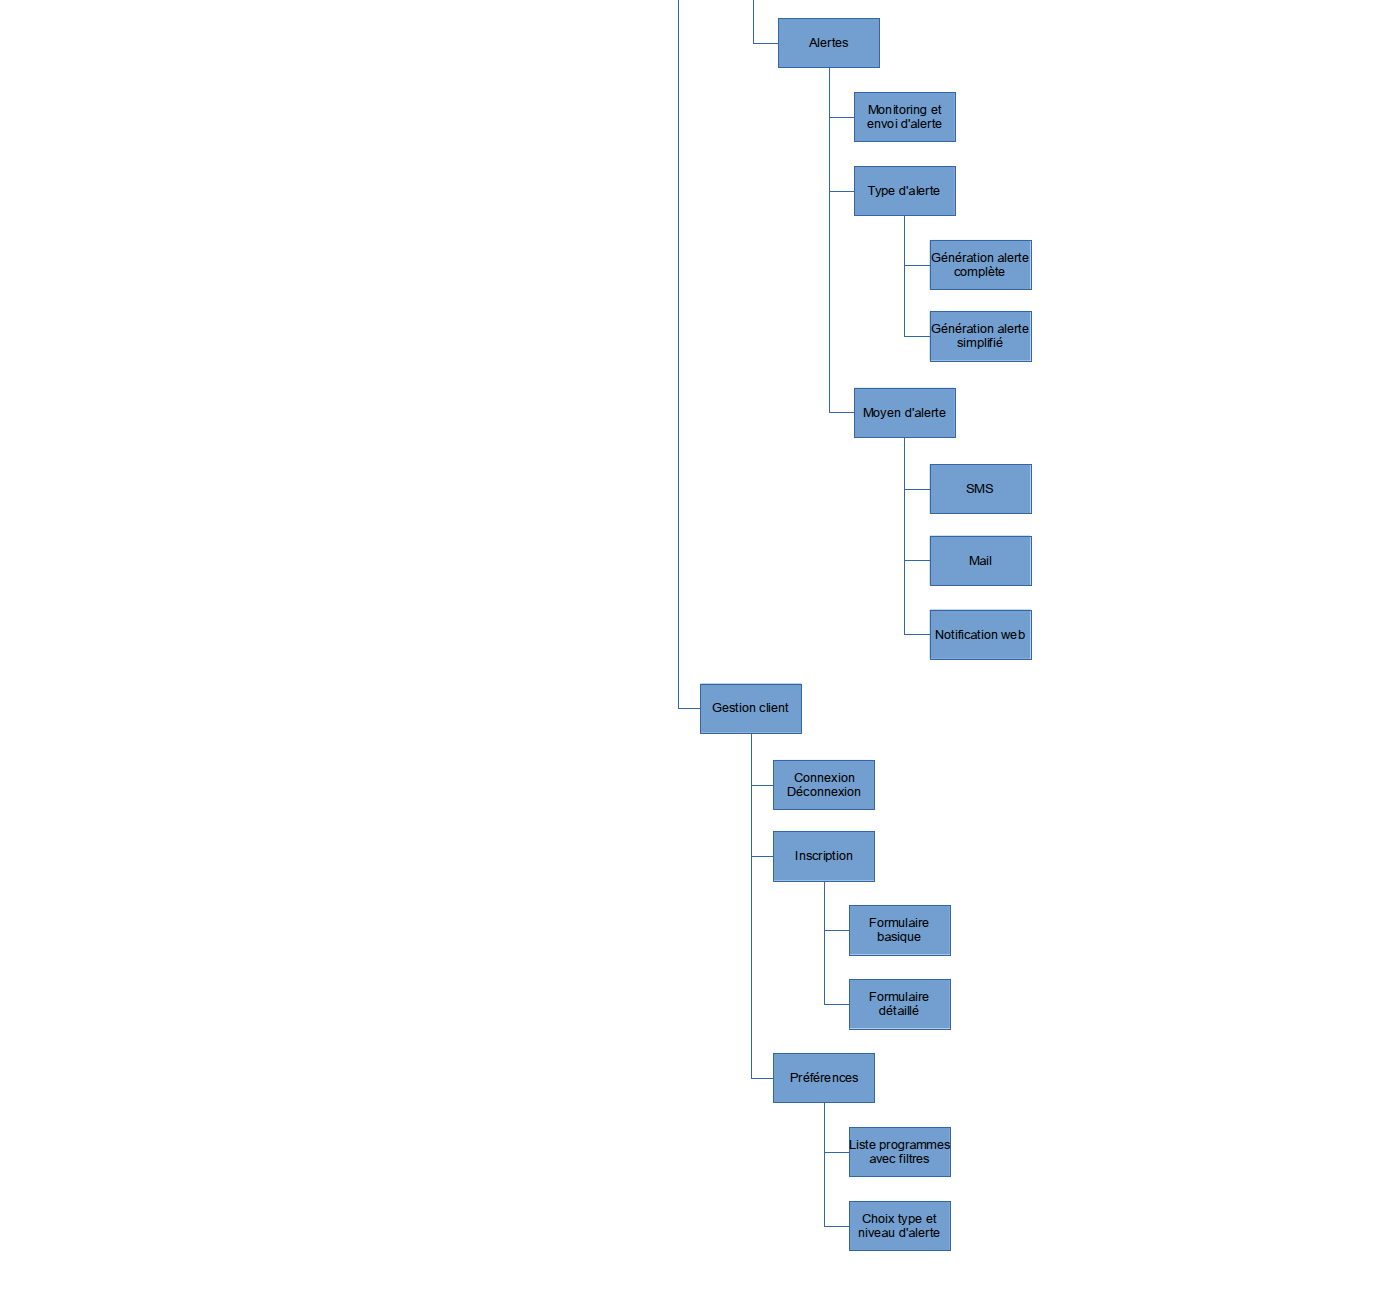 Alertes
Monitoring et
envoi d'alerte
Type d'alerte
Génération alerte
complète
Génération alerte
simplifié
Moyen d'alerte
SMS
Mail
Notification web
Gestion client
Connexion
Déconnexion
Inscription
Formulaire
basique
Formulaire
détaillé
Préférences
Liste programmes
avec filtres
Choix type et
niveau d'alerte